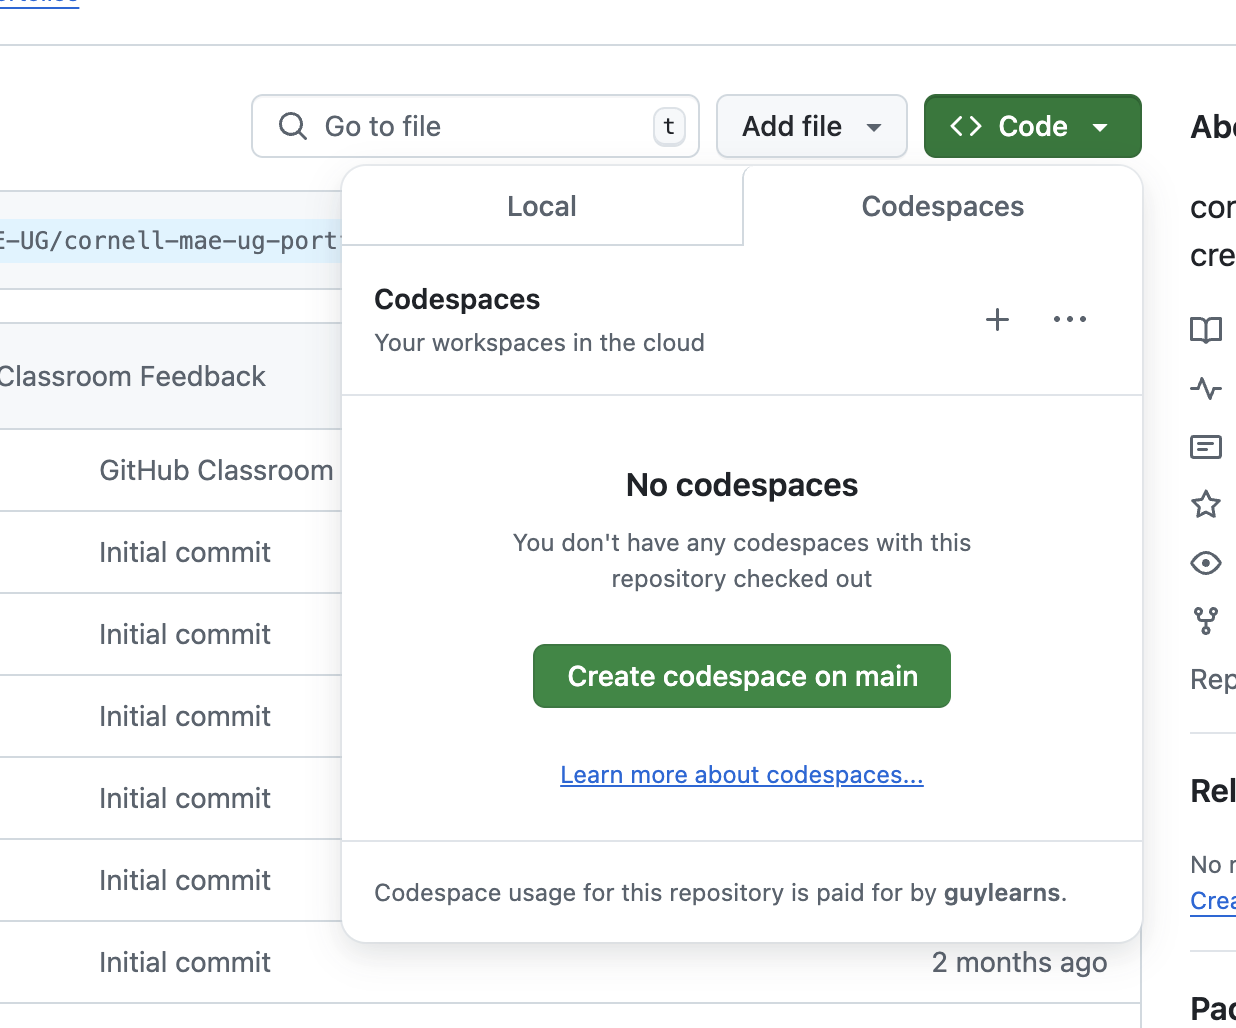 Go to file
t
Add file
Code
Local
Codespaces
E-UG/cornell-mae-ug-port
Codespaces
Your workspaces in the cloud
Classroom Feedback
GitHub Classroom
No codespaces
You don't have any codespaces with this
repository checked out
Initial commit
Initial commit
Create codespace on main
Initial commit
Learn more about codespaces...
Initial commit
Initial commit
Codespace usage for this repository is paid for by guylearns.
Initial commit
2 months ago
Abo
cor
cre
Rep
Rel
No r
Crea
Pac